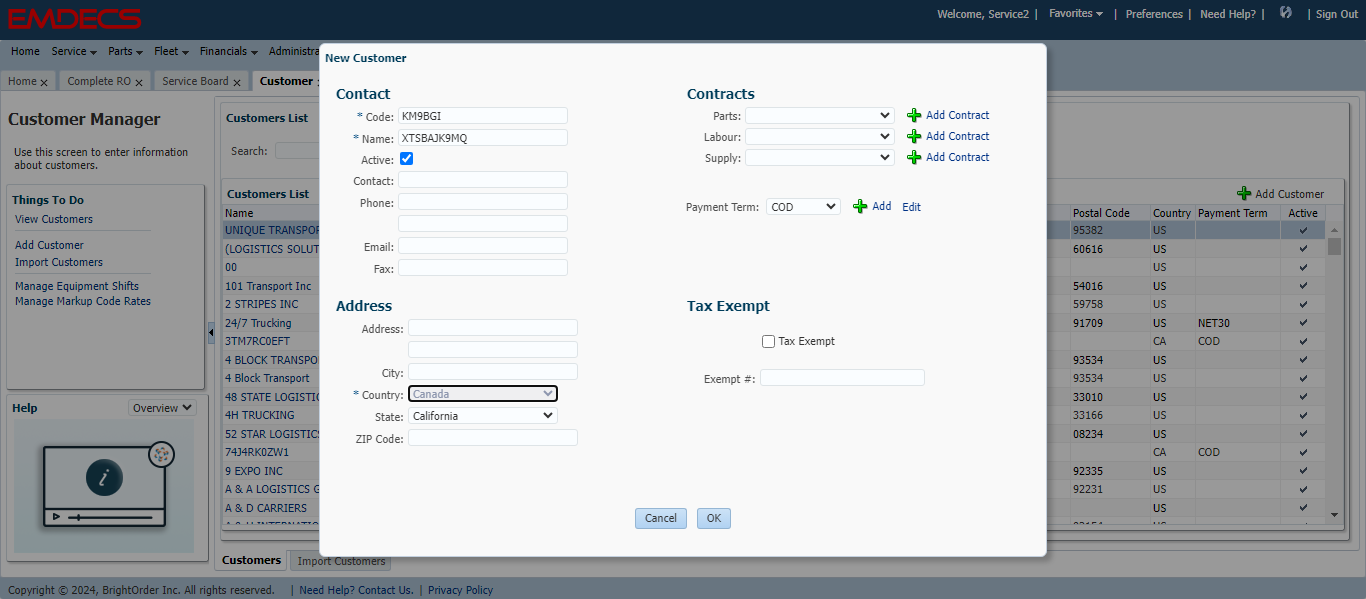 EMDECS
Welcome, Service2 | Favorites | Preferences | Need Help? | | Sign Out
Home Service Parts Fleet Financials Administra
Home x Complete RO x Service Board x Customer
Customer Manager
Use this screen to enter information
about customers.
Things To Do
View Customers
Add Customer
Import Customers
Manage Equipment Shifts
Manage Markup Code Rates
Help Overview
i
Customers List
Search:
Customers List
Add Customer
Name Postal Code Country Payment Term Active
UNIQUE TRANSPOR 95382 US
(LOGISTICS SOLUT 60616 US
00 US
101 Transport Inc 54016 US
2 STRIPES INC 59758 US
24/7 Trucking 91709 US NET30
3TM7RC0EFT CA COD
4 BLOCK TRANSPO 93534 US
4 Block Transport 93534 US
48 STATE LOGISTIC 33010 US
4H TRUCKING 33166 US
52 STAR LOGISTICS 08234 US
74J4RK0ZW1 CA COD
9 EXPO INC 92335 US
A & A LOGISTICS G 92231 US
A & D CARRIERS US
Customers Import Customers
New Customer
Contact
* Code: KM9BGI
* Name: XTSBAJK9MQ
Active:
Contact:
Phone:
Email:
Fax:
Contracts
Parts: Add Contract
Labour: Add Contract
Supply: Add Contract
Payment Term: COD Add Edit
Address
Address:
City:
* Country: Canada
State: California
ZIP Code:
Tax Exempt
Tax Exempt
Exempt #:
Cancel OK
Copyright © 2024, BrightOrder Inc. All rights reserved. | Need Help? Contact Us. | Privacy Policy